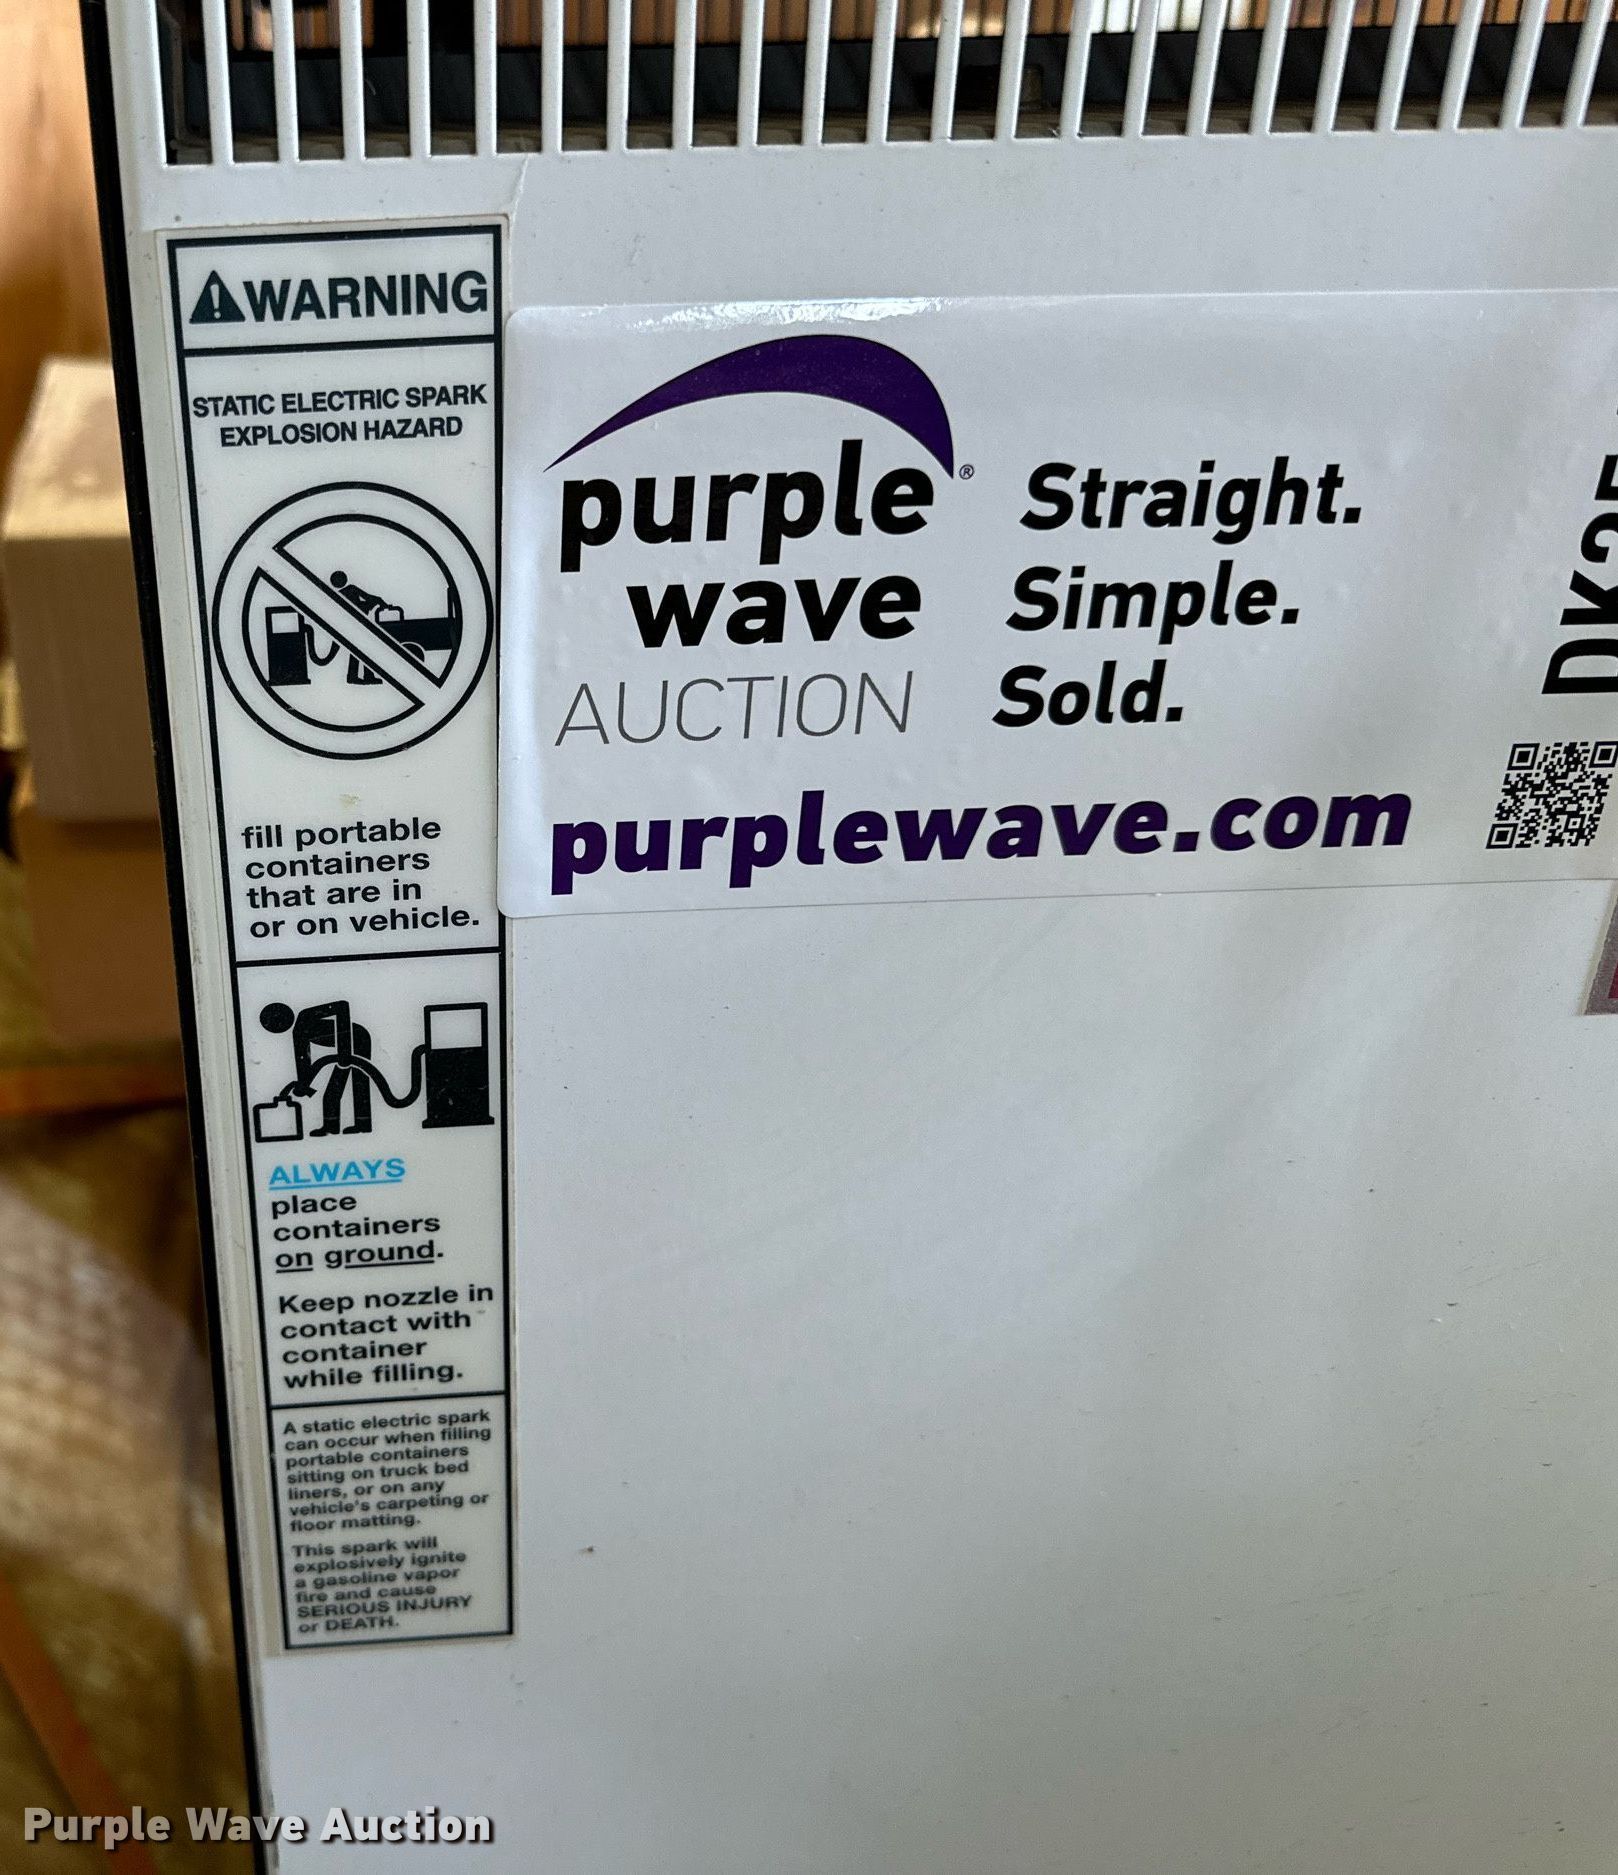 WARNING
STATIC ELECTRIC SPARK
EXPLOSION HAZARD
fill portable
containers
that are in
or on vehicle.
ALWAYS
place
containers
on ground.
Keep nozzle in
contact with
container
while filling.
A static electric spark
can occur when filling
portable containers
sitting on truck bed
liners, or on any
vehicle's carpeting or
floor matting.
This spark will
explosively ignite
a gasoline vapor
fire and cause
SERIOUS INJURY
or DEATH.
purple®
wave
AUCTION
Straight.
Simple.
Sold.
purplewave.com
Purple Wave Auction